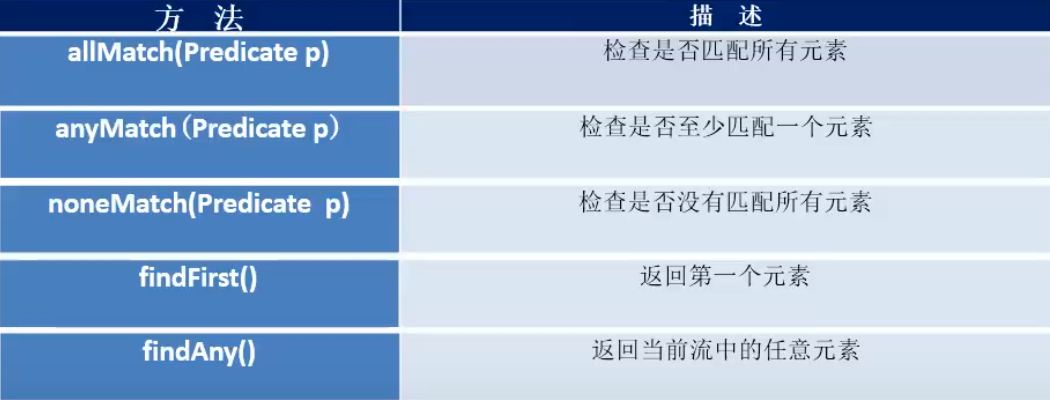 方 法 描 述
allMatch(Predicate p) 检查是否匹配所有元素
anyMatch（Predicate p） 检查是否至少匹配一个元素
noneMatch(Predicate p) 检查是否没有匹配所有元素
findFirst() 返回第一个元素
findAny() 返回当前流中的任意元素